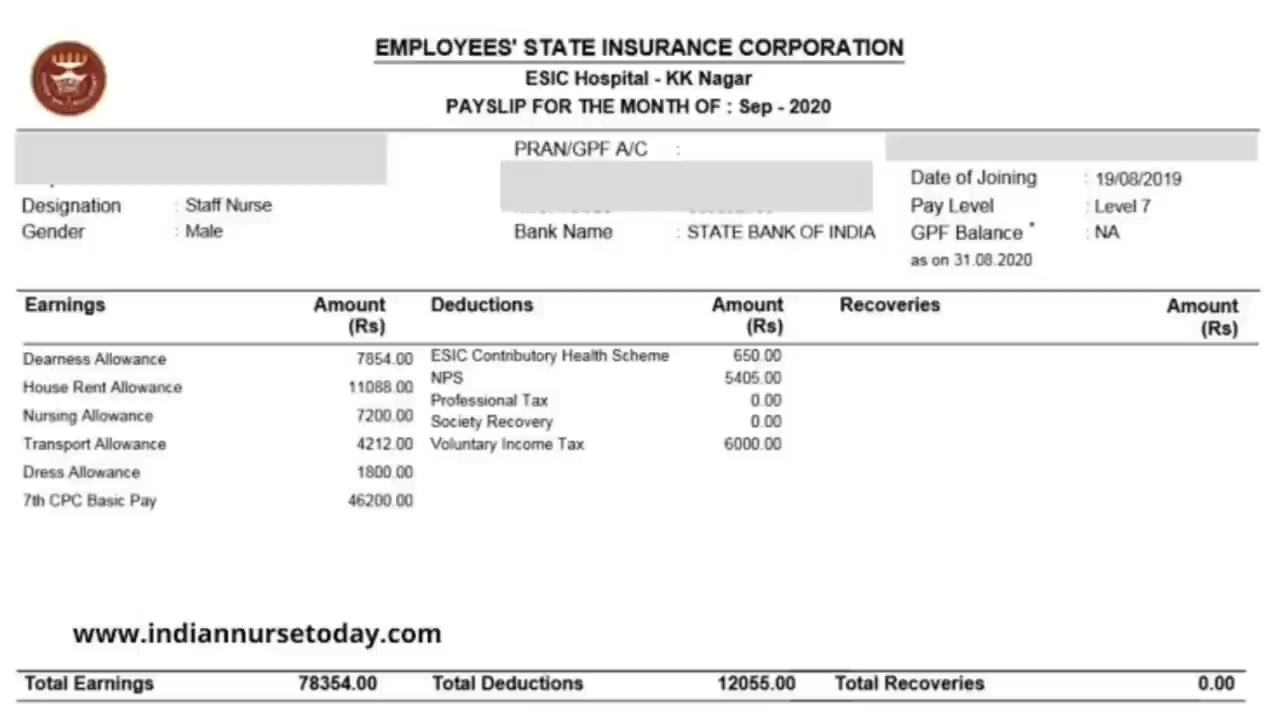 EMPLOYEES' STATE INSURANCE CORPORATION
ESIC Hospital - KK Nagar
PAYSLIP FOR THE MONTH OF : Sep - 2020
PRAN/GPF A/C :
Date of Joining : 19/08/2019
Designation : Staff Nurse Pay Level : Level 7
Gender : Male Bank Name : STATE BANK OF INDIA GPF Balance * : NA
as on 31.08.2020
Earnings Amount (Rs) Deductions Amount (Rs) Recoveries Amount (Rs)
Dearness Allowance 7854.00 ESIC Contributory Health Scheme 650.00
House Rent Allowance 11088.00 NPS 5405.00
Nursing Allowance 7200.00 Professional Tax 0.00
Society Recovery 0.00
Transport Allowance 4212.00 Voluntary Income Tax 6000.00
Dress Allowance 1800.00
7th CPC Basic Pay 46200.00
www.indiannursetoday.com
Total Earnings 78354.00 Total Deductions 12055.00 Total Recoveries 0.00